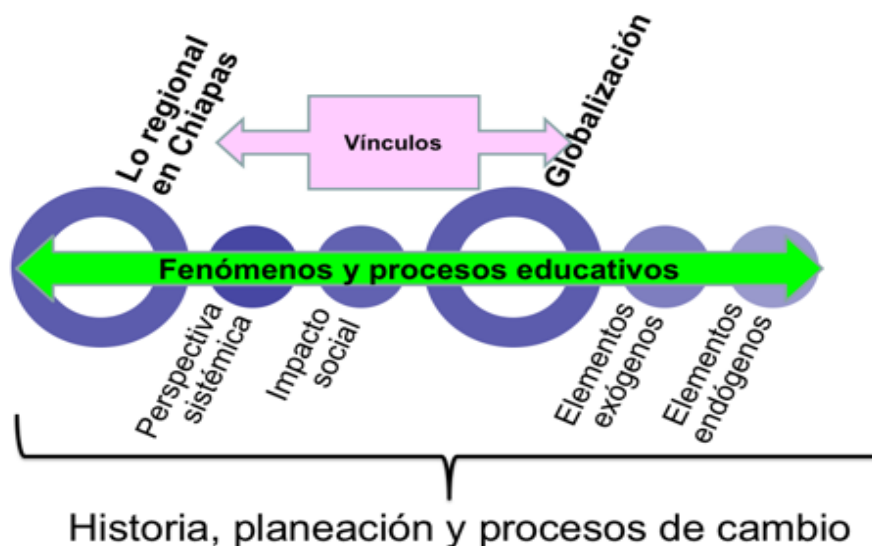 Lo regional
en Chiapas
Vínculos
Globalización
Fenómenos y procesos educativos
Perspectiva
sistémica
Impacto
social
Elementos
exógenos
Elementos
endógenos
Historia, planeación y procesos de cambio